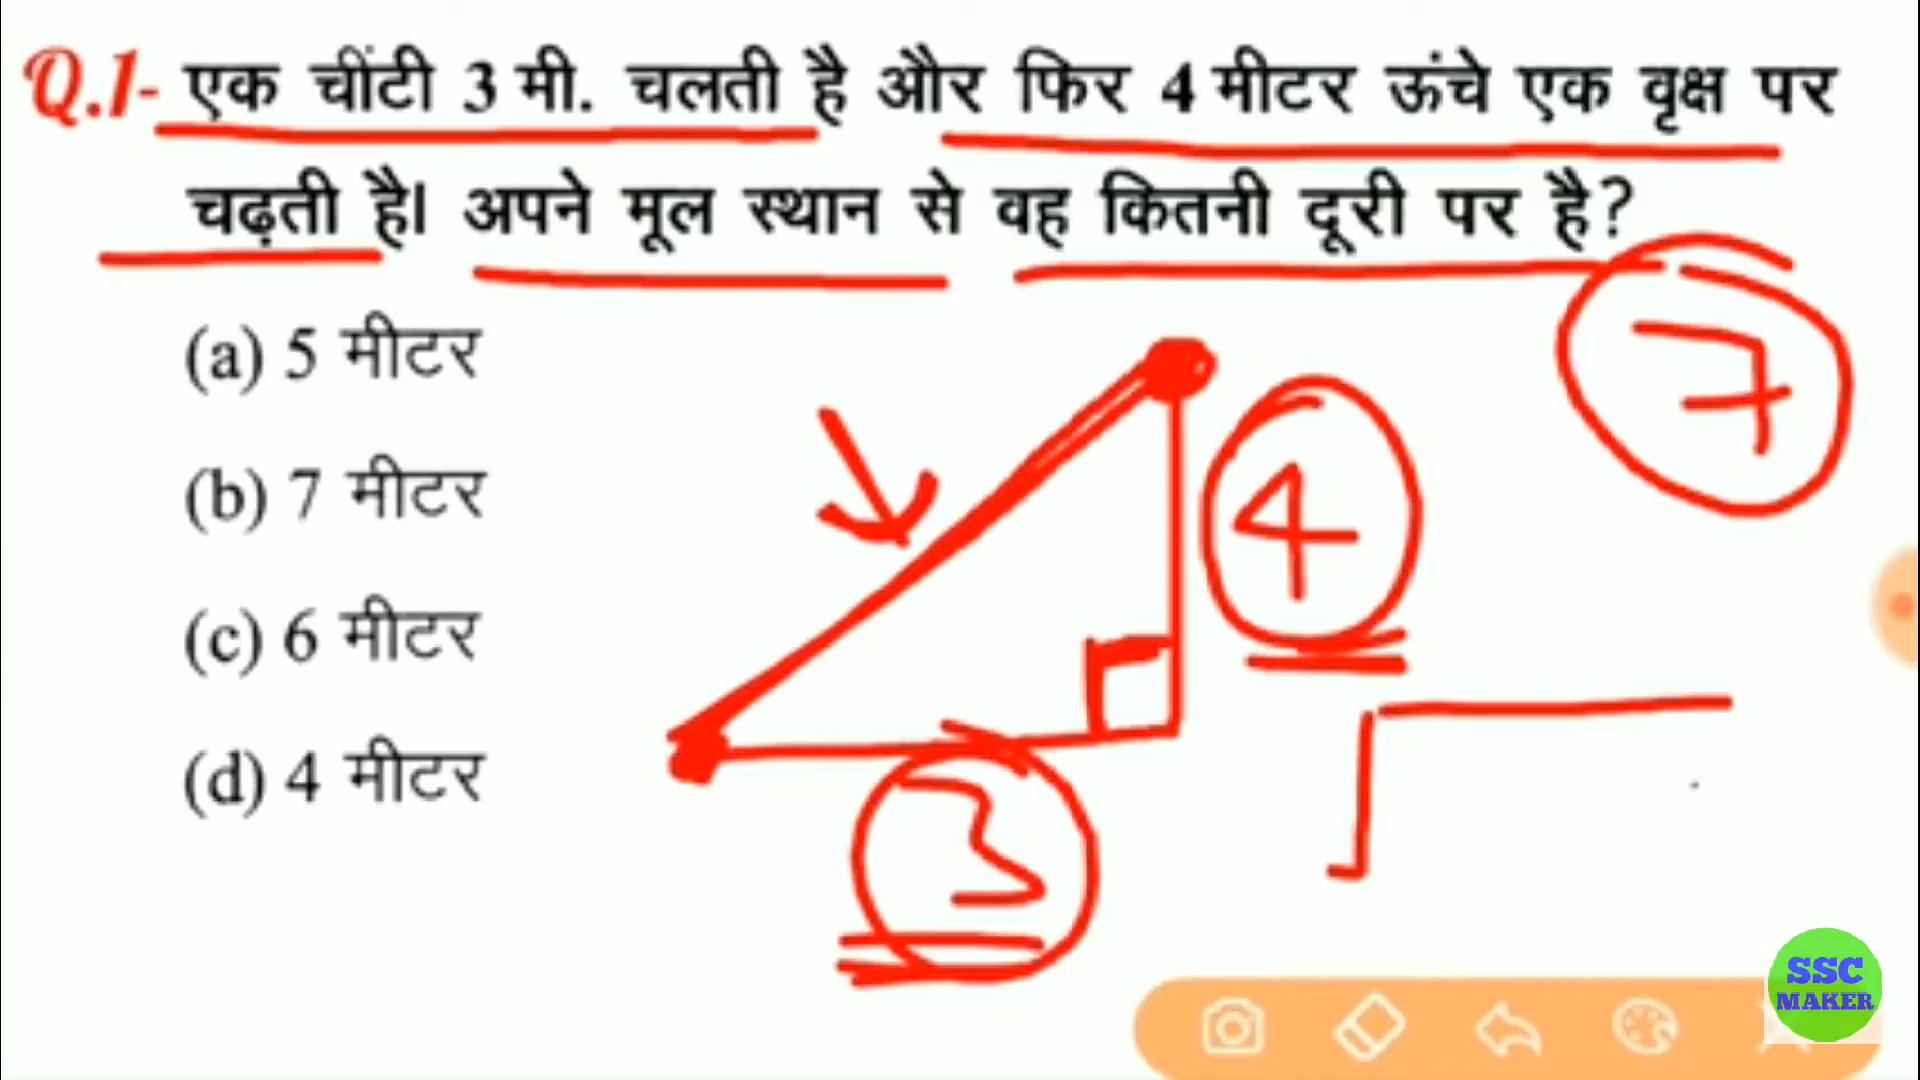 Q.1- एक चींटी 3 मी. चलती है और फिर 4 मीटर ऊंचे एक वृक्ष पर
चढ़ती है। अपने मूल स्थान से वह कितनी दूरी पर है?
(a) 5 मीटर
(b) 7 मीटर
(c) 6 मीटर
(d) 4 मीटर
7
4
3
SSC
MAKER